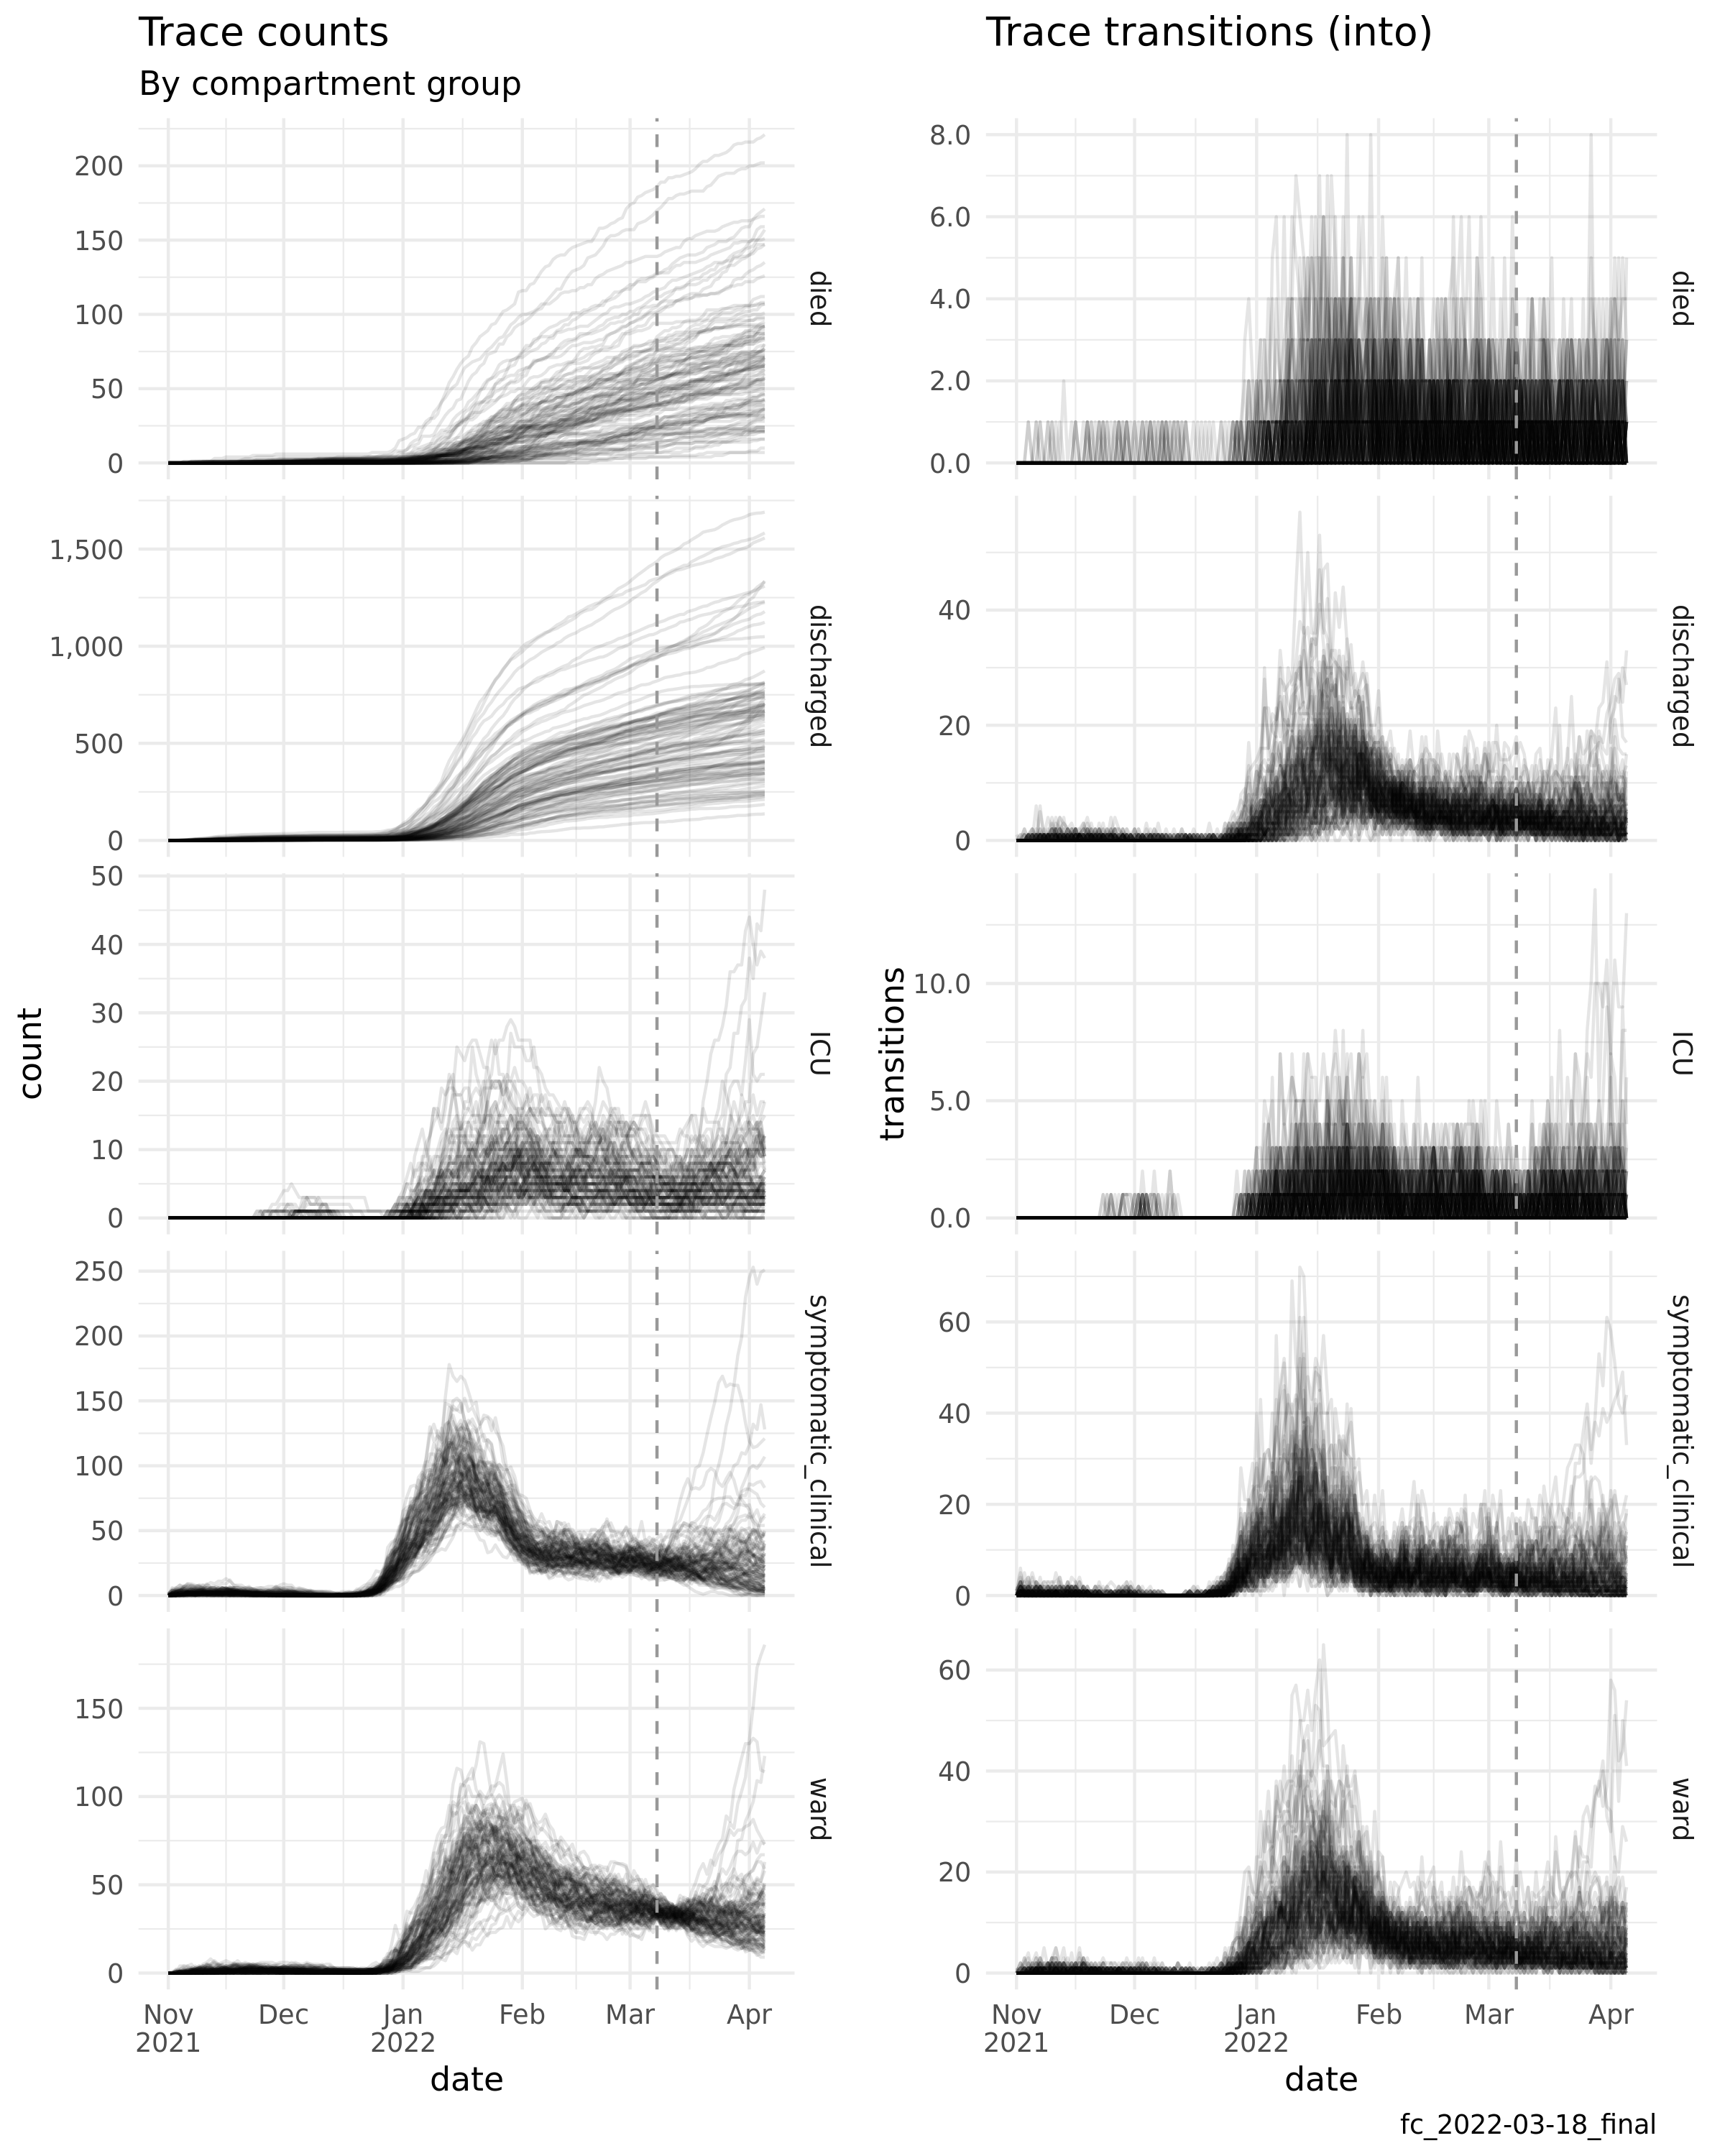 Trace counts
By compartment group
Trace transitions (into)
count
200
150
100
50
0
died
1,500
1,000
500
0
discharged
50
40
30
20
10
0
ICU
250
200
150
100
50
0
symptomatic_clinical
150
100
50
0
ward
Nov Dec Jan Feb Mar Apr
2021 2022
date
transitions
8.0
6.0
4.0
2.0
0.0
died
40
20
0
discharged
10.0
5.0
0.0
ICU
60
40
20
0
symptomatic_clinical
60
40
20
0
ward
Nov Dec Jan Feb Mar Apr
2021 2022
date
fc_2022-03-18_final